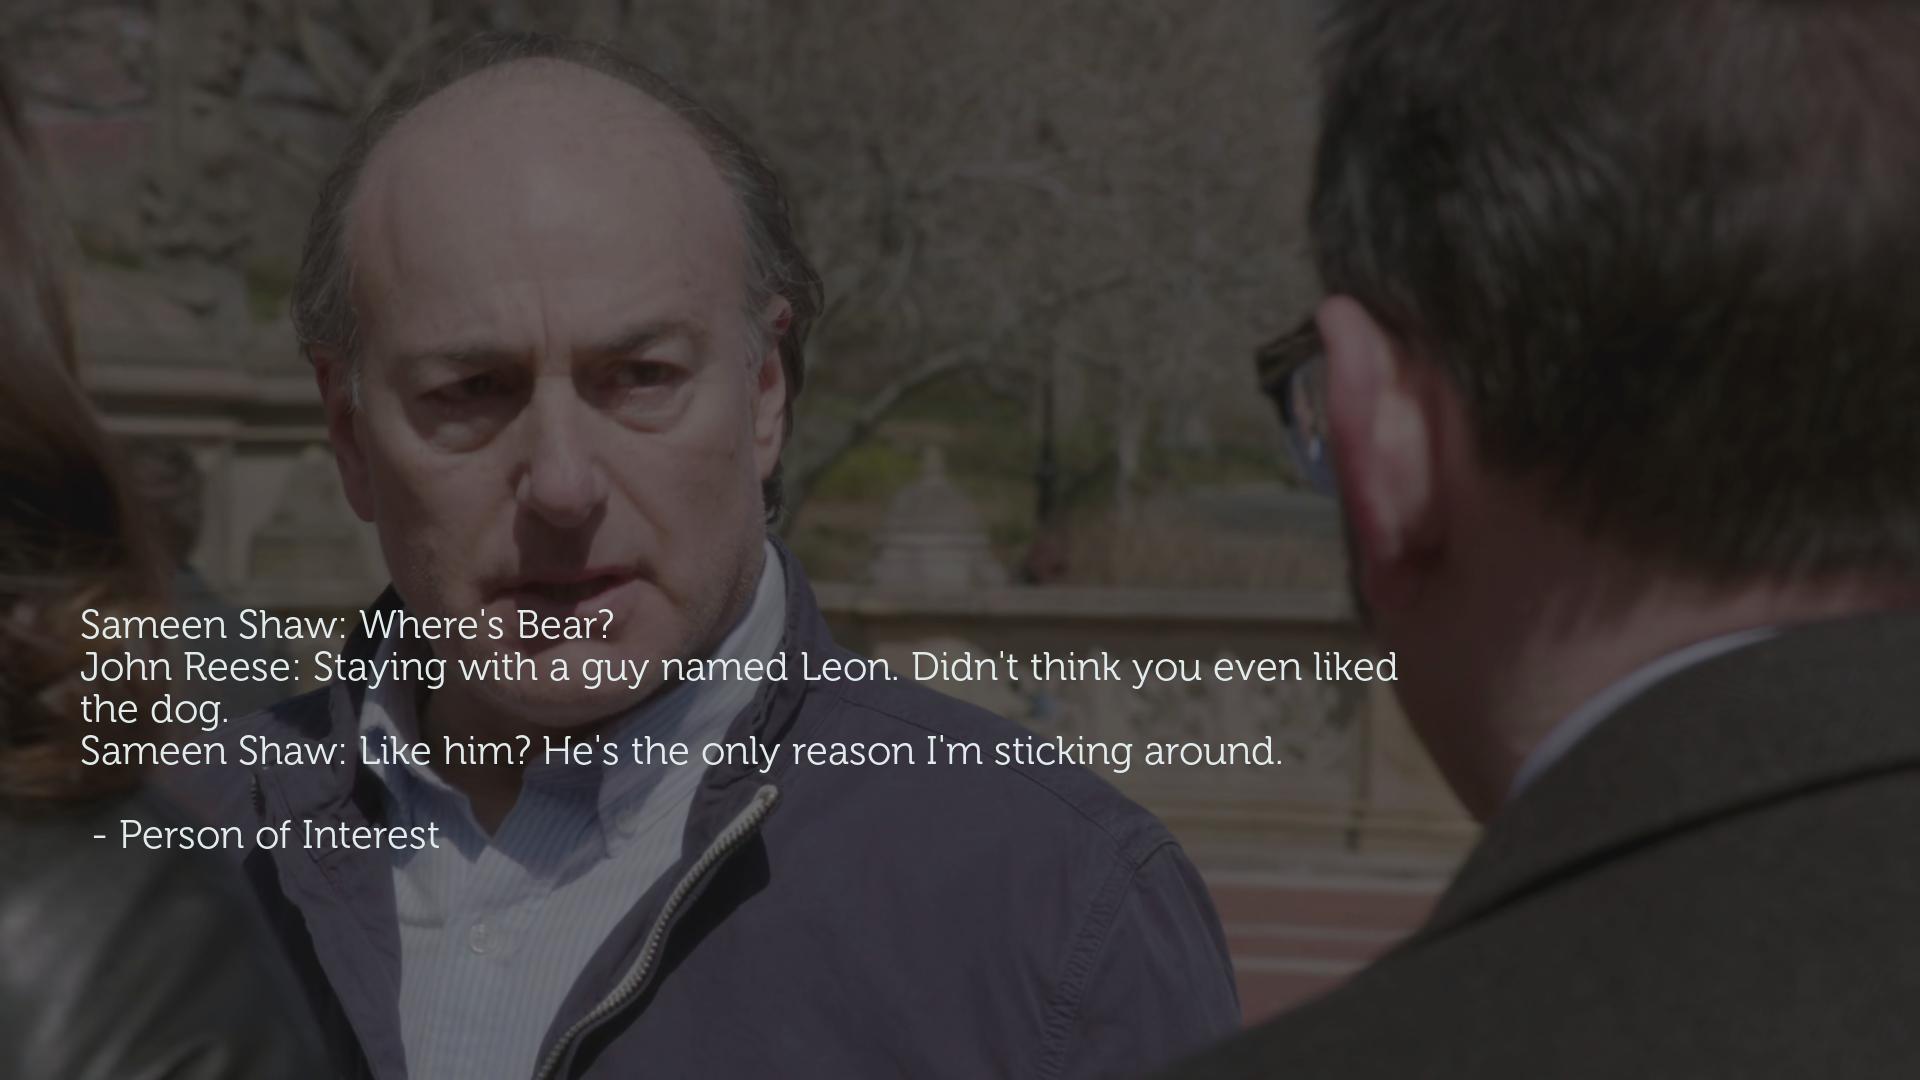 Sameen Shaw: Where's Bear?
John Reese: Staying with a guy named Leon. Didn't think you even liked
the dog.
Sameen Shaw: Like him? He's the only reason I'm sticking around.
- Person of Interest